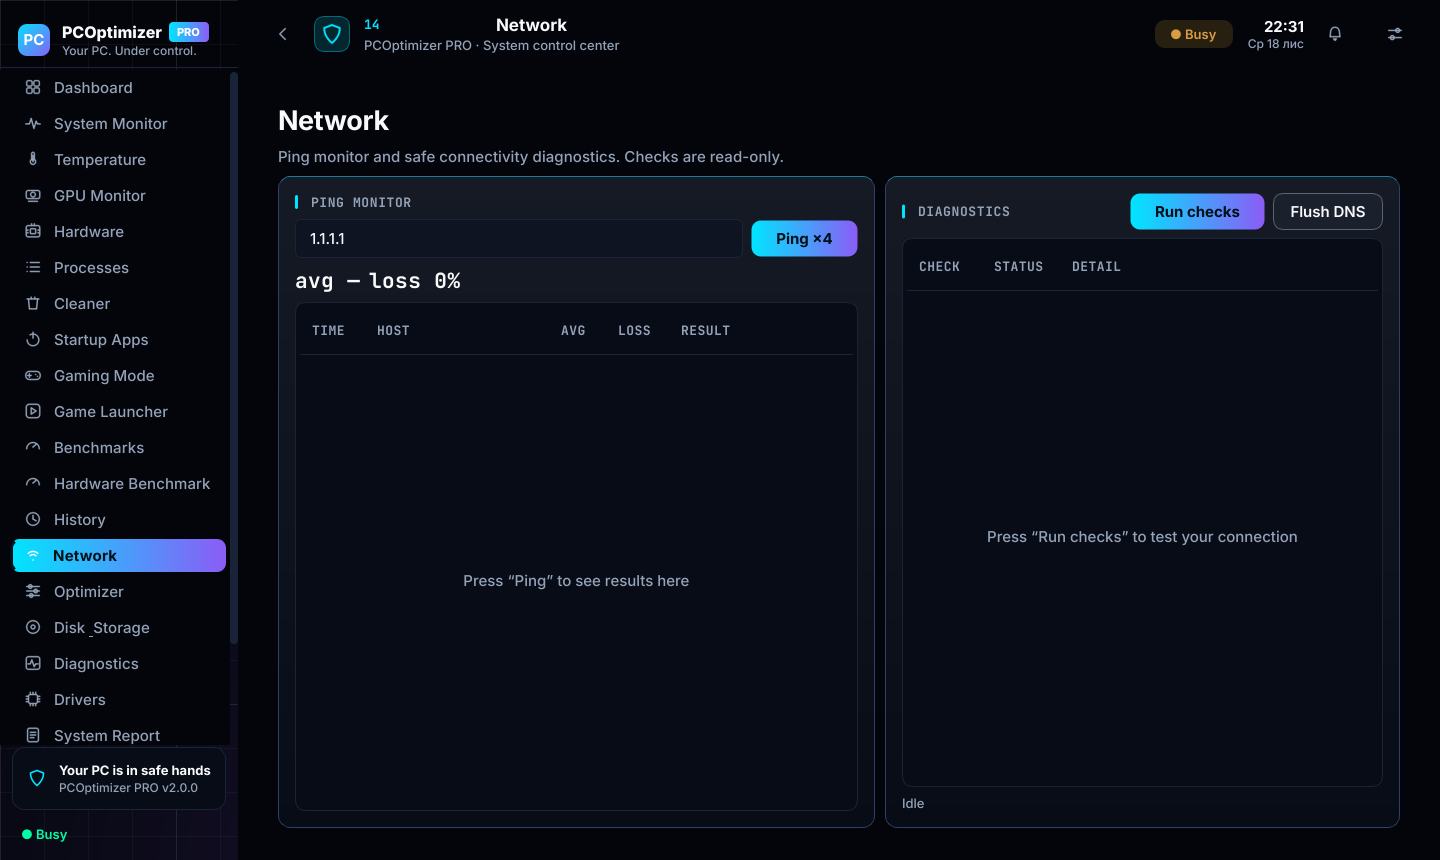 PC
PCOptimizer PRO
Your PC. Under control.
Dashboard
System Monitor
Temperature
GPU Monitor
Hardware
Processes
Cleaner
Startup Apps
Gaming Mode
Game Launcher
Benchmarks
Hardware Benchmark
History
Network
Optimizer
Disk _Storage
Diagnostics
Drivers
System Report
Your PC is in safe hands
PCOptimizer PRO v2.0.0
Busy
14 Network
PCOptimizer PRO · System control center
Busy
22:31
Ср 18 лис
Network
Ping monitor and safe connectivity diagnostics. Checks are read-only.
PING MONITOR
1.1.1.1 Ping ×4
avg — loss 0%
TIME HOST AVG LOSS RESULT
Press “Ping” to see results here
DIAGNOSTICS Run checks Flush DNS
CHECK STATUS DETAIL
Press “Run checks” to test your connection
Idle